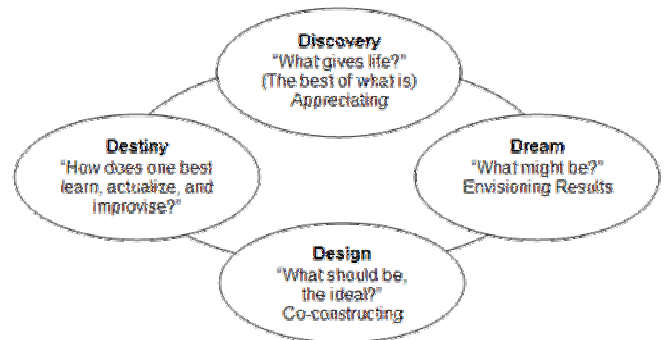 Discovery
"What gives life?"
(The best of what is)
Appreciating
Destiny
"How does one best
learn, actualize, and
improvise?"
Dream
"What might be?"
Envisioning Results
Design
"What should be,
the ideal?"
Co-constructing